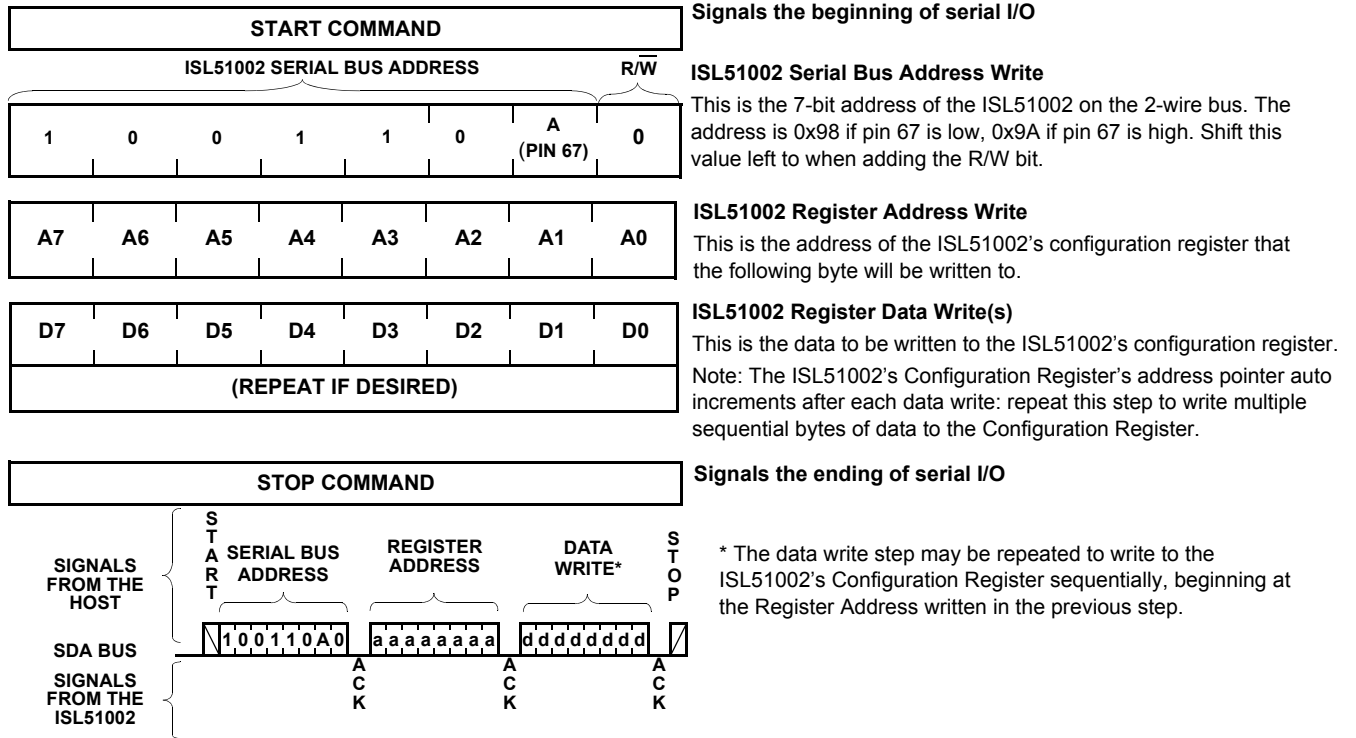 START COMMAND
Signals the beginning of serial I/O
ISL51002 SERIAL BUS ADDRESS
R/W
1 0 0 1 1 0 A (PIN 67) 0
ISL51002 Serial Bus Address Write
This is the 7-bit address of the ISL51002 on the 2-wire bus. The
address is 0x98 if pin 67 is low, 0x9A if pin 67 is high. Shift this
value left to when adding the R/W bit.
A7 A6 A5 A4 A3 A2 A1 A0
ISL51002 Register Address Write
This is the address of the ISL51002's configuration register that
the following byte will be written to.
D7 D6 D5 D4 D3 D2 D1 D0
(REPEAT IF DESIRED)
ISL51002 Register Data Write(s)
This is the data to be written to the ISL51002's configuration register.
Note: The ISL51002's Configuration Register's address pointer auto
increments after each data write: repeat this step to write multiple
sequential bytes of data to the Configuration Register.
STOP COMMAND
Signals the ending of serial I/O
SIGNALS
FROM THE
HOST
START
SERIAL BUS
ADDRESS
REGISTER
ADDRESS
DATA
WRITE*
STOP
* The data write step may be repeated to write to the
ISL51002's Configuration Register sequentially, beginning at
the Register Address written in the previous step.
SDA BUS
1 0 0 1 1 0 A 0
a a a a a a a a
d d d d d d d d
SIGNALS
FROM THE
ISL51002
ACK
ACK
ACK